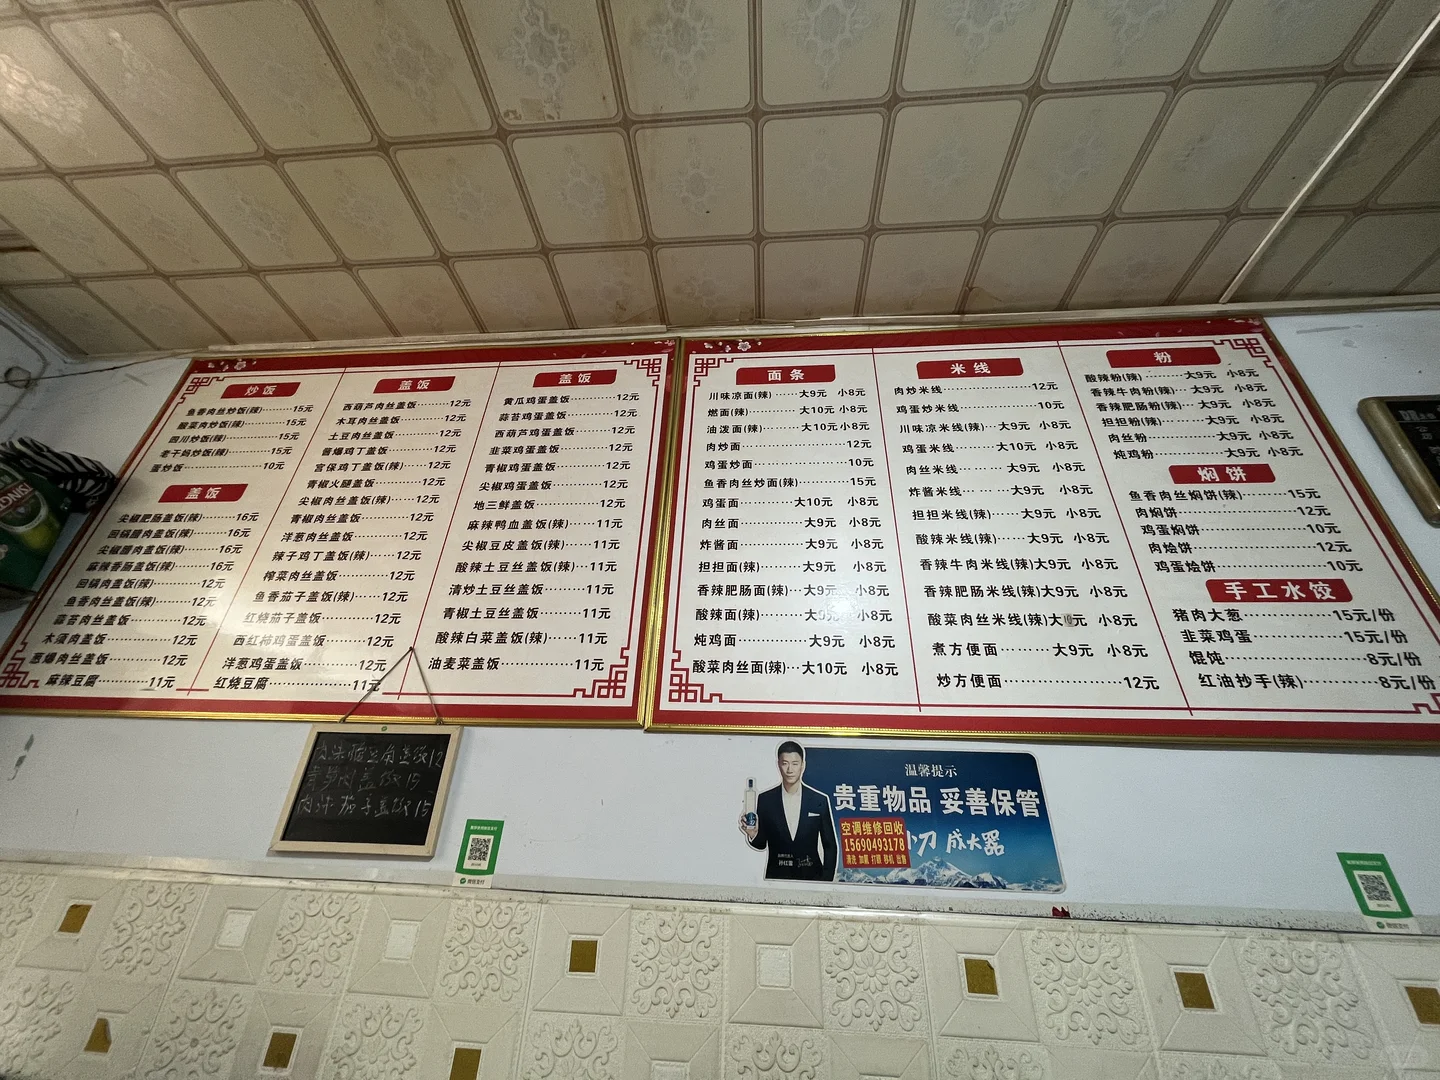 炒饭
鱼香肉丝炒饭(辣)·········15元
酸菜肉炒饭(辣)·········15元
四川炒饭(辣)·········15元
老干妈炒饭(辣)·········15元
蛋炒饭·········10元
盖饭
尖椒肥肠盖饭(辣)·········16元
回锅腊肉盖饭(辣)·········16元
尖椒腊肉盖饭(辣)·········16元
麻辣香肠盖饭(辣)·········16元
回锅肉盖饭(辣)·········12元
鱼香肉丝盖饭(辣)·········12元
蒜苔肉丝盖饭·········12元
木须肉盖饭·········12元
葱爆肉丝盖饭·········12元
麻辣豆腐·········11元
盖饭
西葫芦肉丝盖饭·········12元
木耳肉丝盖饭·········12元
土豆肉丝盖饭·········12元
酱爆鸡丁盖饭·········12元
宫保鸡丁盖饭(辣)···12元
青椒火腿盖饭·········12元
尖椒肉丝盖饭(辣)···12元
青椒肉丝盖饭·········12元
洋葱肉丝盖饭·········12元
辣子鸡丁盖饭(辣)···12元
榨菜肉丝盖饭·········12元
鱼香茄子盖饭(辣)···12元
红烧茄子盖饭·········12元
西红柿鸡蛋盖饭······12元
洋葱鸡蛋盖饭·········12元
红烧豆腐·········11元
盖饭
黄瓜鸡蛋盖饭·········12元
蒜苔鸡蛋盖饭·········12元
西葫芦鸡蛋盖饭······12元
韭菜鸡蛋盖饭·········12元
青椒鸡蛋盖饭·········12元
尖椒鸡蛋盖饭·········12元
地三鲜盖饭·········12元
麻辣鸭血盖饭(辣)···11元
尖椒豆皮盖饭(辣)···11元
酸辣土豆丝盖饭(辣)···11元
清炒土豆丝盖饭······11元
青椒土豆丝盖饭······11元
酸辣白菜盖饭(辣)······11元
油麦菜盖饭·········11元
面条
川味凉面(辣)······大9元 小8元
燃面(辣)·········大10元 小8元
油泼面(辣)······大10元 小8元
肉炒面·········12元
鸡蛋炒面·········10元
鱼香肉丝炒面(辣)·········15元
鸡蛋面·········大10元 小8元
肉丝面·········大9元 小8元
炸酱面·········大9元 小8元
担担面(辣)······大9元 小8元
香辣肥肠面(辣)···大9元 小8元
酸辣面(辣)······大9元 小8元
炖鸡面·········大9元 小8元
酸菜肉丝面(辣)···大10元 小8元
米线
肉炒米线·········12元
鸡蛋炒米线·········10元
川味凉米线(辣)···大9元 小8元
鸡蛋米线······大10元 小8元
肉丝米线······大9元 小8元
炸酱米线······大9元 小8元
担担米线(辣)···大9元 小8元
酸辣米线(辣)···大9元 小8元
香辣牛肉米线(辣)大9元 小8元
香辣肥肠米线(辣)大9元 小8元
酸菜肉丝米线(辣)大10元 小8元
煮方便面·········大9元 小8元
炒方便面·········12元
粉
酸辣粉(辣)······大9元 小8元
香辣牛肉粉(辣)···大9元 小8元
香辣肥肠粉(辣)···大9元 小8元
担担粉(辣)······大9元 小8元
肉丝粉·········大9元 小8元
炖鸡粉·········大9元 小8元
焖饼
鱼香肉丝焖饼(辣)······15元
肉焖饼·········12元
鸡蛋焖饼·········10元
肉烩饼·········12元
鸡蛋烩饼·········10元
手工水饺
猪肉大葱·········15元/份
韭菜鸡蛋·········15元/份
馄饨·········8元/份
红油抄手(辣)·········8元/份
盖饭12
青笋肉盖饭15
肉汁茄子盖饭15
温馨提示
贵重物品 妥善保管
空调维修回收
15690493178
清洗 加氟 打眼 移机 出售
小刀 成大器
孙红雷
微信支付
微信支付